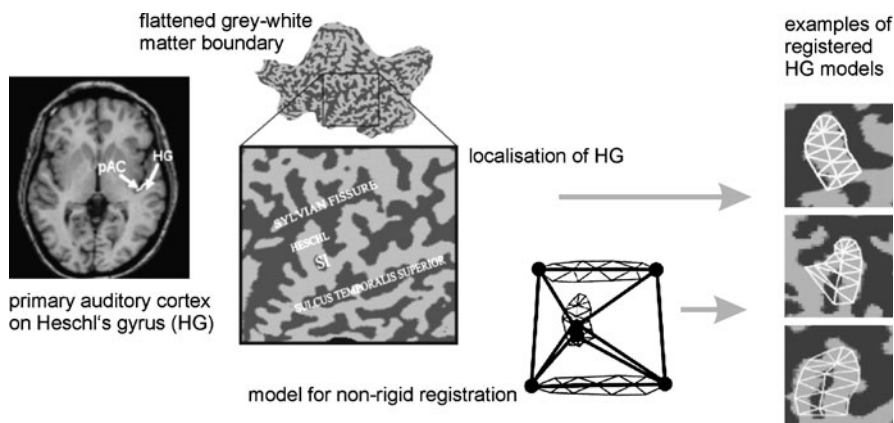 flattened grey-white
matter boundary
examples of
registered
HG models
HG
pAC
localisation of HG
SYLVIAN FISSURE
HESCHL
SI
SULCUS TEMPORALIS SUPERIOR
primary auditory cortex
on Heschl's gyrus (HG)
model for non-rigid registration